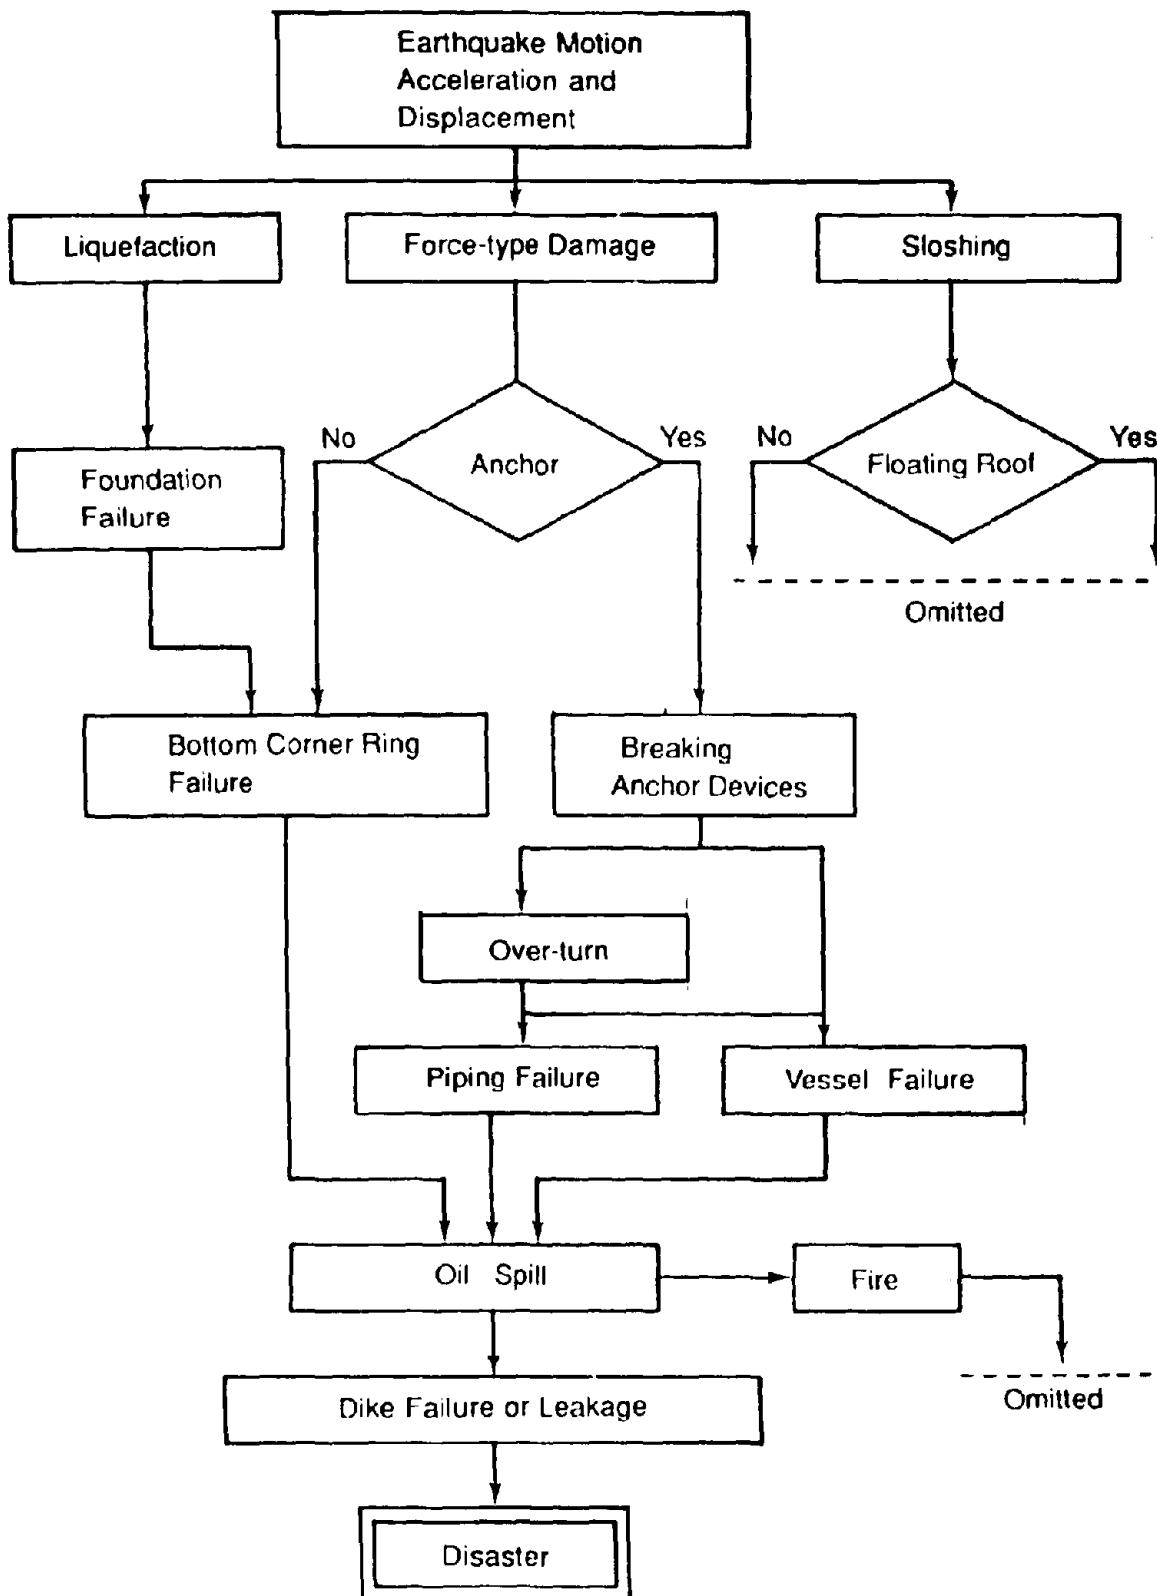 Earthquake Motion
Acceleration and
Displacement
Liquefaction
Force-type Damage
Sloshing
No
Yes
No
Yes
Anchor
Floating Roof
Foundation
Failure
Omitted
Bottom Corner Ring
Failure
Breaking
Anchor Devices
Over-turn
Piping Failure
Vessel Failure
Oil Spill
Fire
Dike Failure or Leakage
Omitted
Disaster